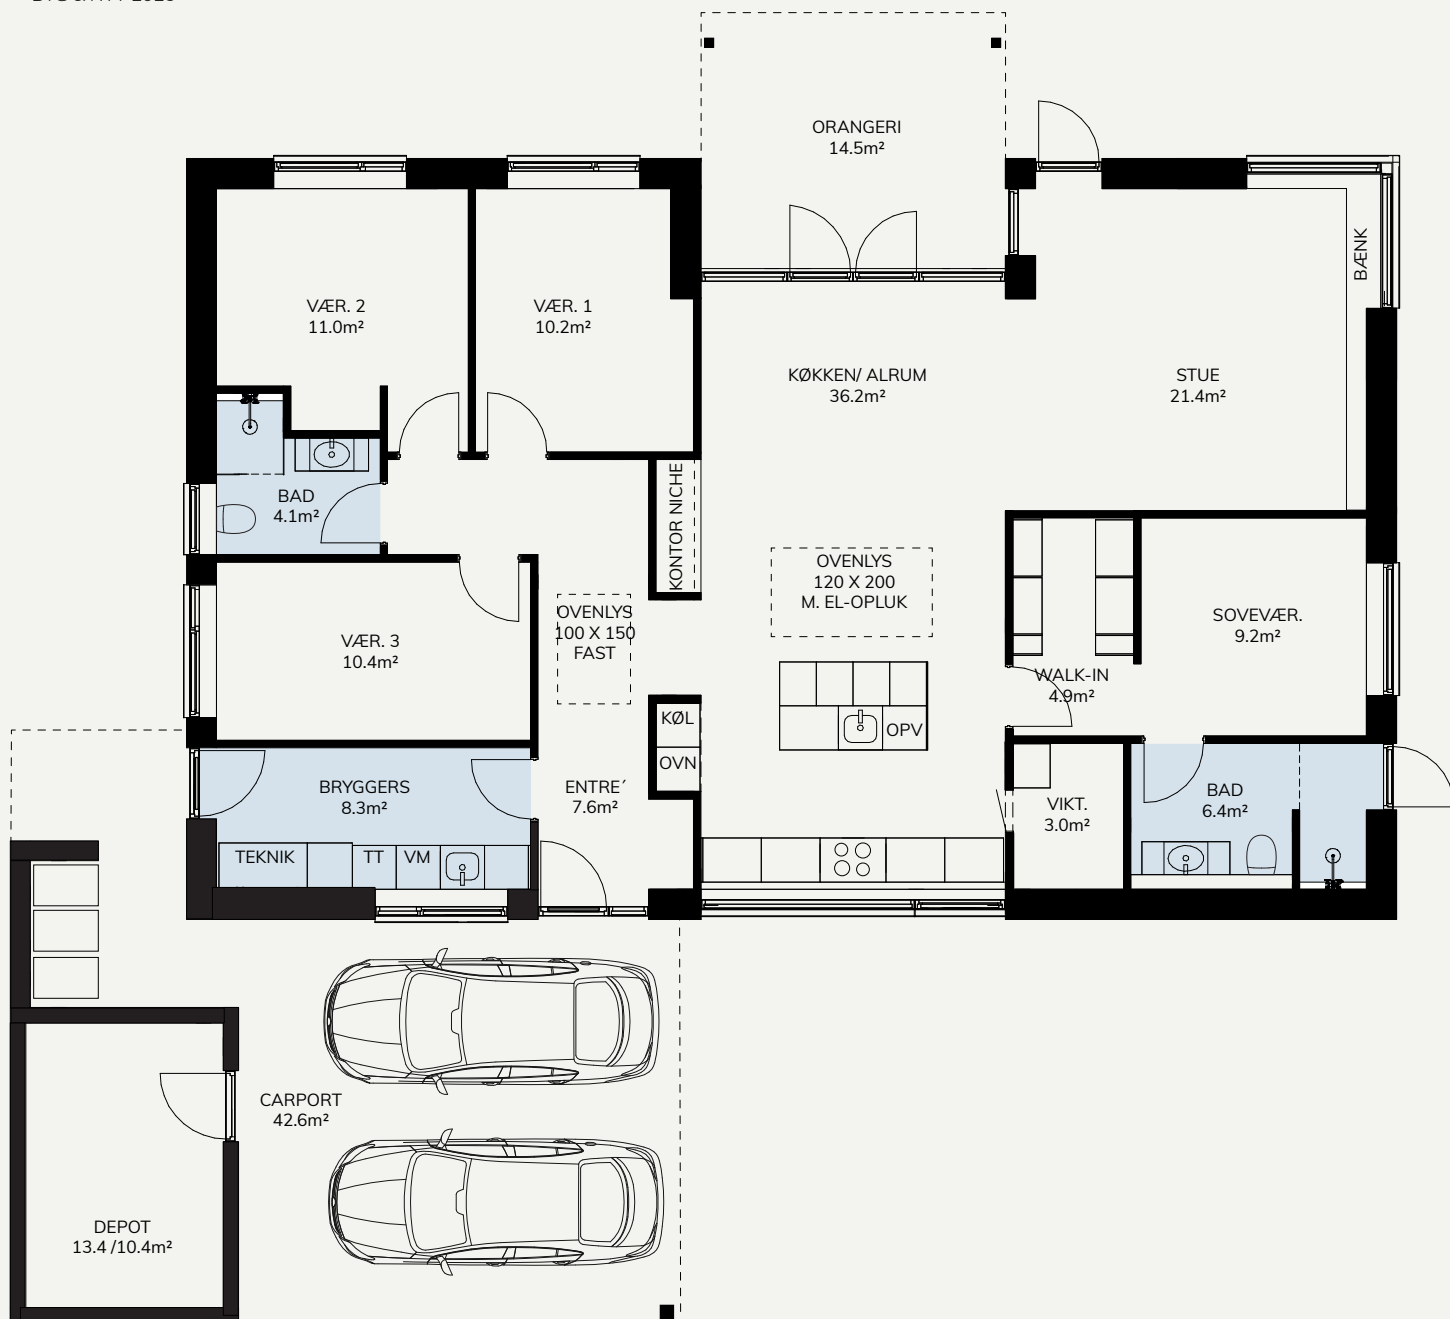 ORANGERI
14.5m²
VÆR. 2
11.0m²
VÆR. 1
10.2m²
KØKKEN/ ALRUM
36.2m²
STUE
21.4m²
BÆNK
BAD
4.1m²
KONTOR NICHE
OVENLYS
120 X 200
M. EL-OPLUK
OVENLYS
100 X 150
FAST
VÆR. 3
10.4m²
SOVEVÆR.
9.2m²
WALK-IN
4.9m²
KØL
OVN
OPV
BRYGGERS
8.3m²
ENTRE´
7.6m²
VIKT.
3.0m²
BAD
6.4m²
TEKNIK
TT
VM
CARPORT
42.6m²
DEPOT
13.4 /10.4m²